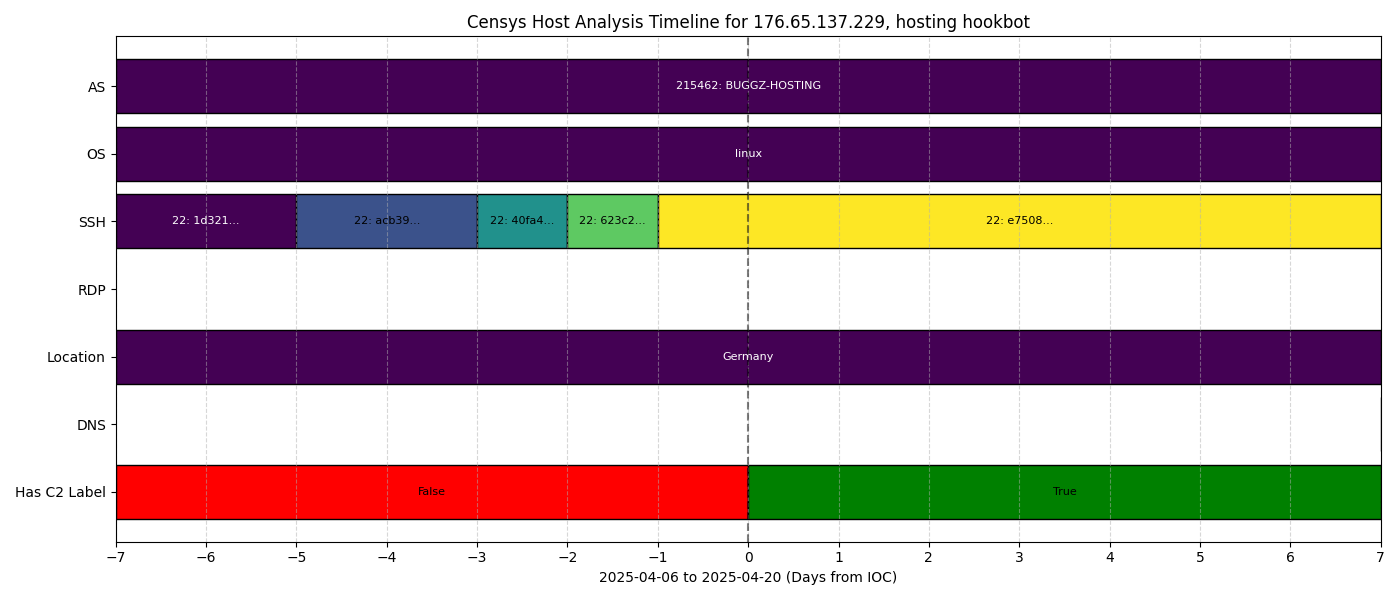 Censys Host Analysis Timeline for 176.65.137.229, hosting hookbot
AS
215462: BUGGZ-HOSTING
OS
linux
SSH
22: 1d321...
22: acb39...
22: 40fa4...
22: 623c2...
22: e7508...
RDP
Location
Germany
DNS
Has C2 Label
False
True
−7 −6 −5 −4 −3 −2 −1 0 1 2 3 4 5 6 7
2025-04-06 to 2025-04-20 (Days from IOC)